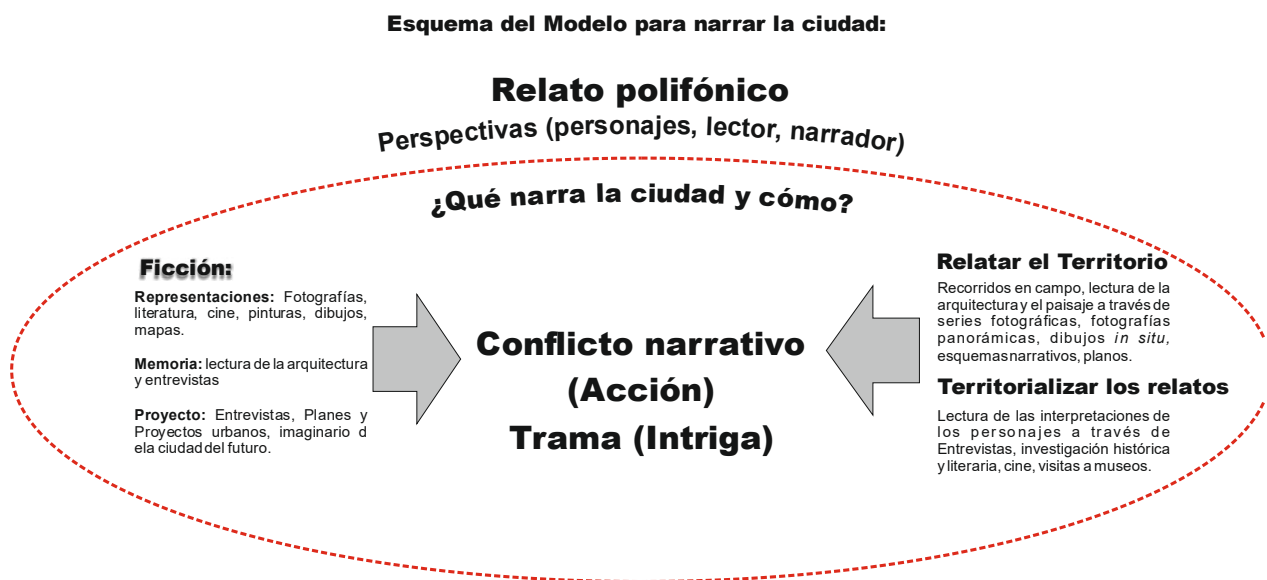 Esquema del Modelo para narrar la ciudad:
Relato polifónico
Perspectivas (personajes, lector, narrador)
¿Qué narra la ciudad y cómo?
Ficción:
Representaciones: Fotografías,
literatura, cine, pinturas, dibujos,
mapas.
Memoria: lectura de la arquitectura
y entrevistas
Proyecto: Entrevistas, Planes y
Proyectos urbanos, imaginario d
ela ciudad del futuro.
Conflicto narrativo
(Acción)
Trama (Intriga)
Relatar el Territorio
Recorridos en campo, lectura de la
arquitectura y el paisaje a través de
series fotográficas, fotografías
panorámicas, dibujos in situ,
esquemas narrativos, planos.
Territorializar los relatos
Lectura de las interpretaciones de
los personajes a través de
Entrevistas, investigación histórica
y literaria, cine, visitas a museos.